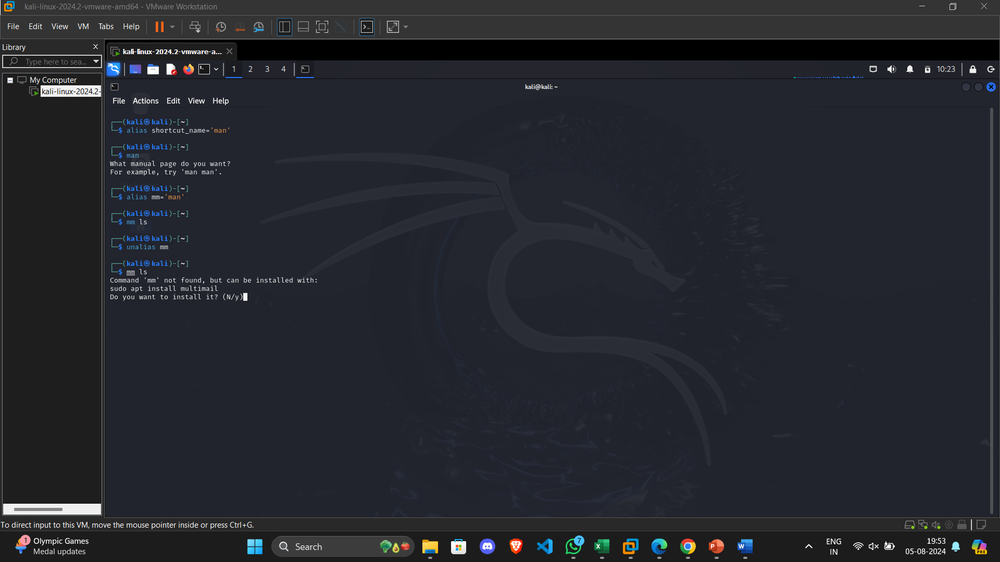 kali-linux-2024.2-vmware-amd64 - VMware Workstation
File Edit View VM Tabs Help
Library
Type here to sea...
My Computer
kali-linux-2024.2-
kali-linux-2024.2-vmware-a...
1 2 3 4
10:23
kali@kali: ~
File Actions Edit View Help
┌──(kali㉿kali)-[~]
└─$ alias shortcut_name='man'
┌──(kali㉿kali)-[~]
└─$ man
What manual page do you want?
For example, try 'man man'.
┌──(kali㉿kali)-[~]
└─$ alias mm='man'
┌──(kali㉿kali)-[~]
└─$ mm ls
┌──(kali㉿kali)-[~]
└─$ unalias mm
┌──(kali㉿kali)-[~]
└─$ mm ls
Command 'mm' not found, but can be installed with:
sudo apt install multimail
Do you want to install it? (N/y)
To direct input to this VM, move the mouse pointer inside or press Ctrl+G.
1
Olympic Games
Medal updates
Search
7
ENG
IN
19:53
05-08-2024
PRE